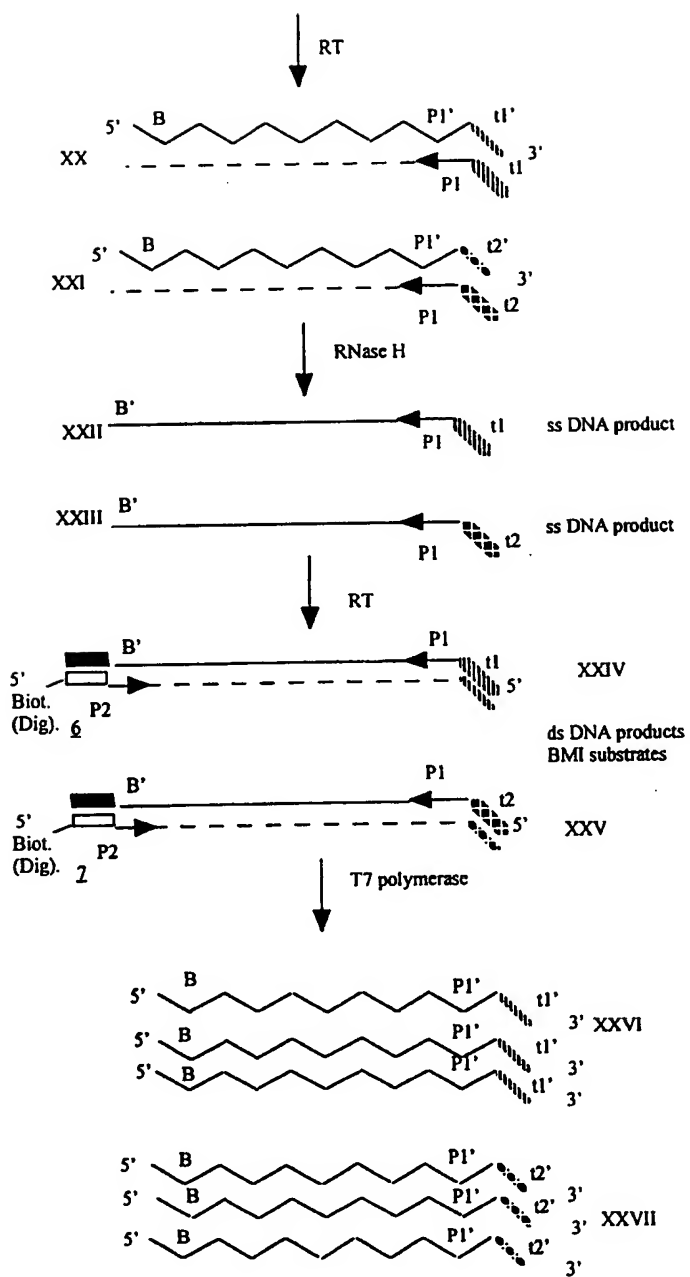 RT
5' B P1' t1'
XX 3'
t1
P1
5' B P1' t2'
XXI 3'
t2
P1
RNase H
B'
XXII P1 t1 ss DNA product
B'
XXIII P1 t2 ss DNA product
RT
B' P1
t1 XXIV
5' 5'
Biot.
(Dig). 6 P2
ds DNA products
BMI substrates
B' P1
t2
5' 5' XXV
Biot.
(Dig). 7 P2
T7 polymerase
5' B P1' t1'
3' XXVI
5' B P1' t1'
3'
5' B P1' t1'
3'
5' B P1' t2'
3'
5' B P1' t2'
3' XXVII
5' B P1' t2'
3'